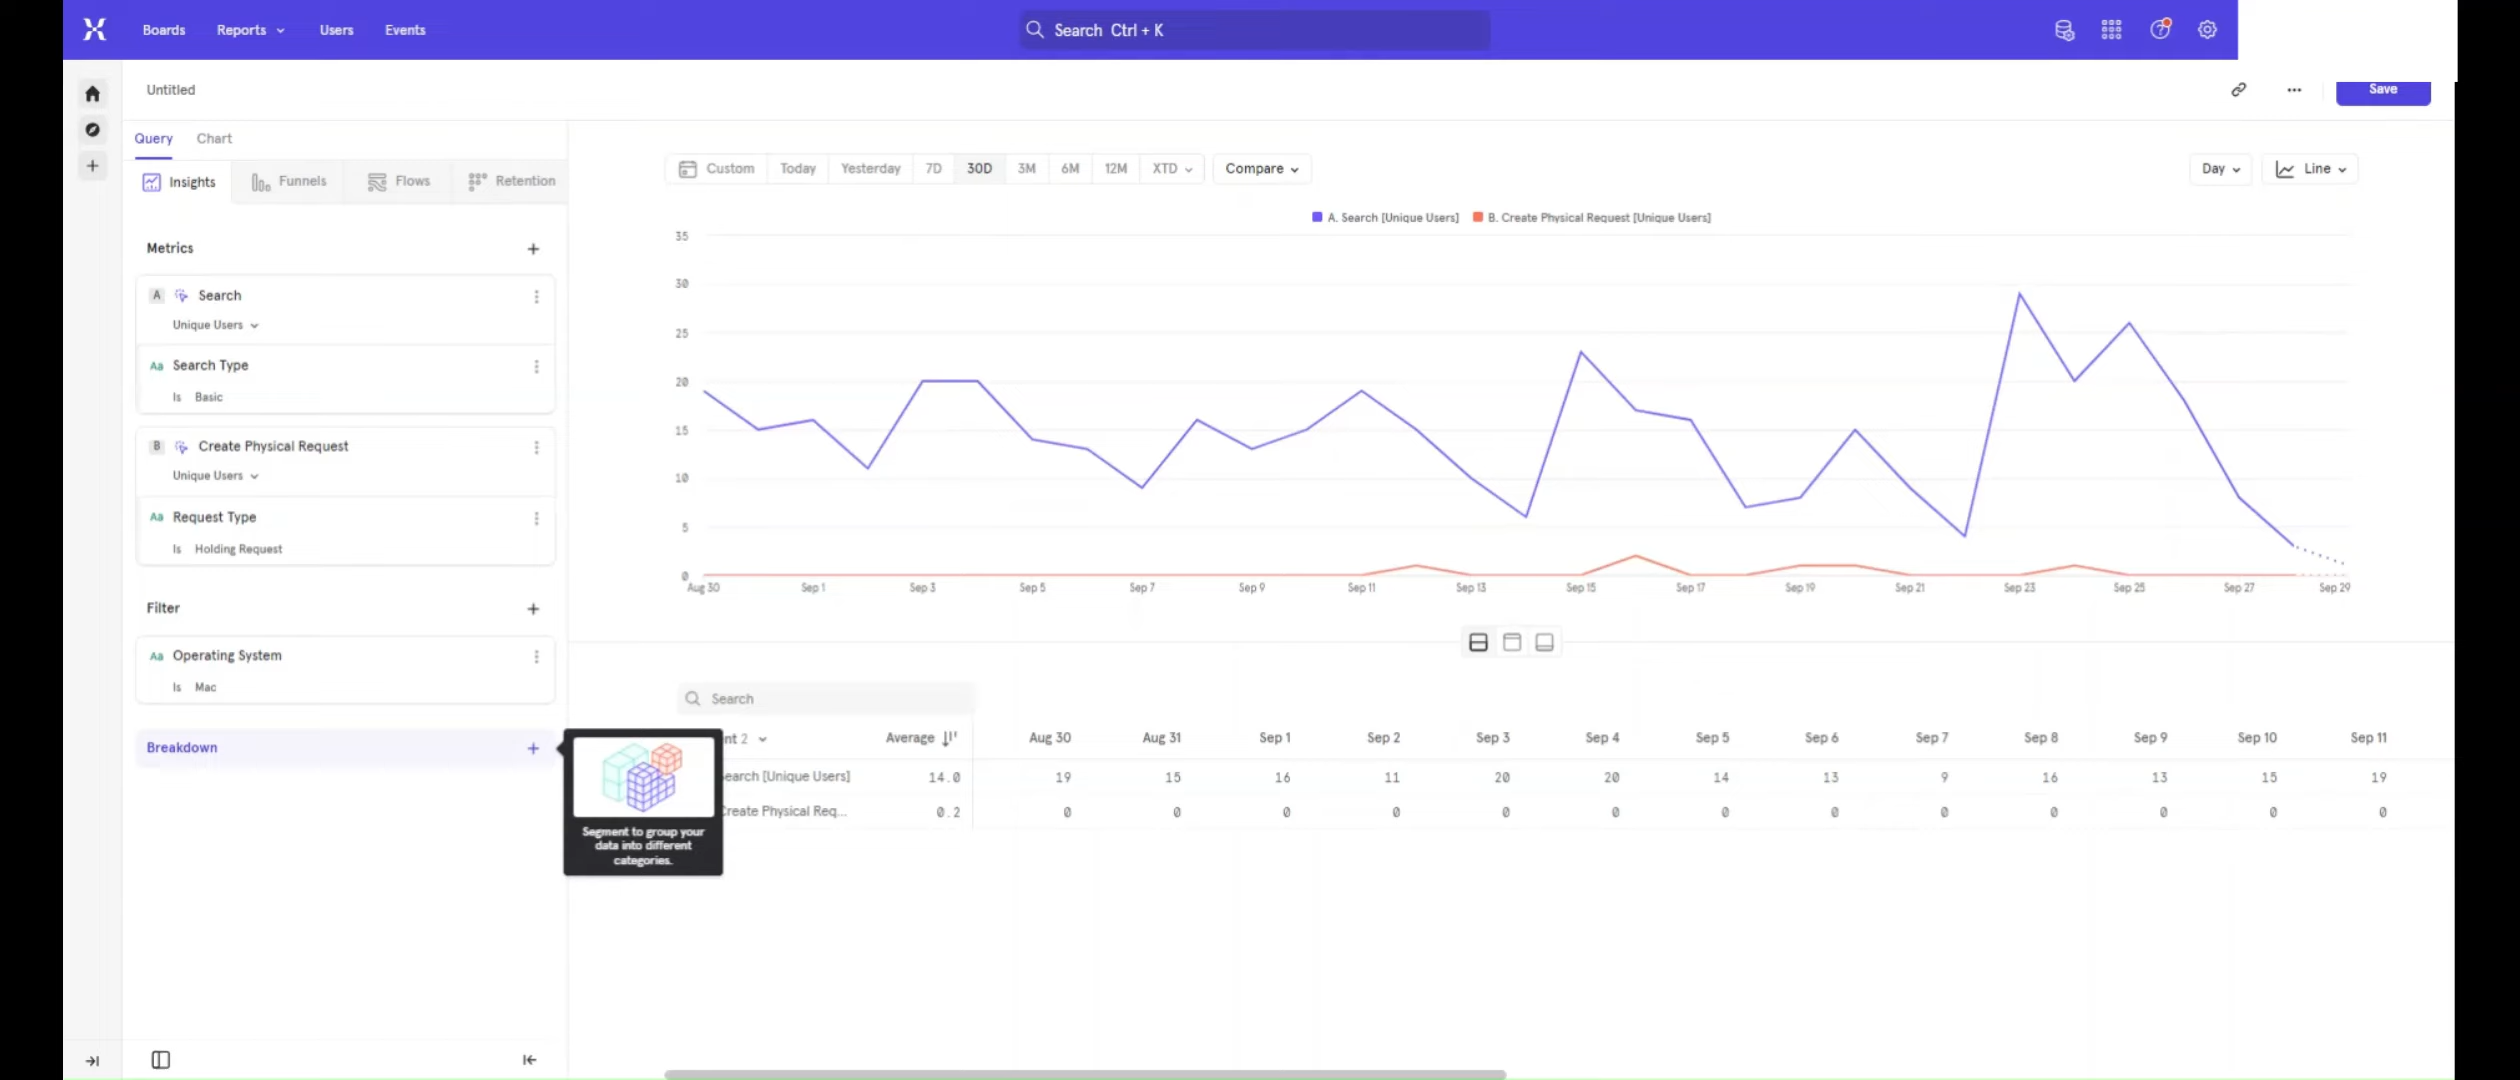 Boards Reports Users Events Search Ctrl + K
Untitled Save
Query Chart
Insights Funnels Flows Retention
Custom Today Yesterday 7D 30D 3M 6M 12M XTD Compare Day Line
Metrics
A Search
Unique Users
Aa Search Type
Is Basic
B Create Physical Request
Unique Users
Aa Request Type
Is Holding Request
Filter
Aa Operating System
Is Mac
Breakdown
Segment to group your
data into different
categories.
A. Search [Unique Users] B. Create Physical Request [Unique Users]
35
30
25
20
15
10
5
0
Aug 30 Sep 1 Sep 3 Sep 5 Sep 7 Sep 9 Sep 11 Sep 13 Sep 15 Sep 17 Sep 19 Sep 21 Sep 23 Sep 25 Sep 27 Sep 29
Search
nt 2 Average Aug 30 Aug 31 Sep 1 Sep 2 Sep 3 Sep 4 Sep 5 Sep 6 Sep 7 Sep 8 Sep 9 Sep 10 Sep 11
earch [Unique Users] 14.0 19 15 16 11 20 20 14 13 9 16 13 15 19
Create Physical Req... 0.2 0 0 0 0 0 0 0 0 0 0 0 0 0